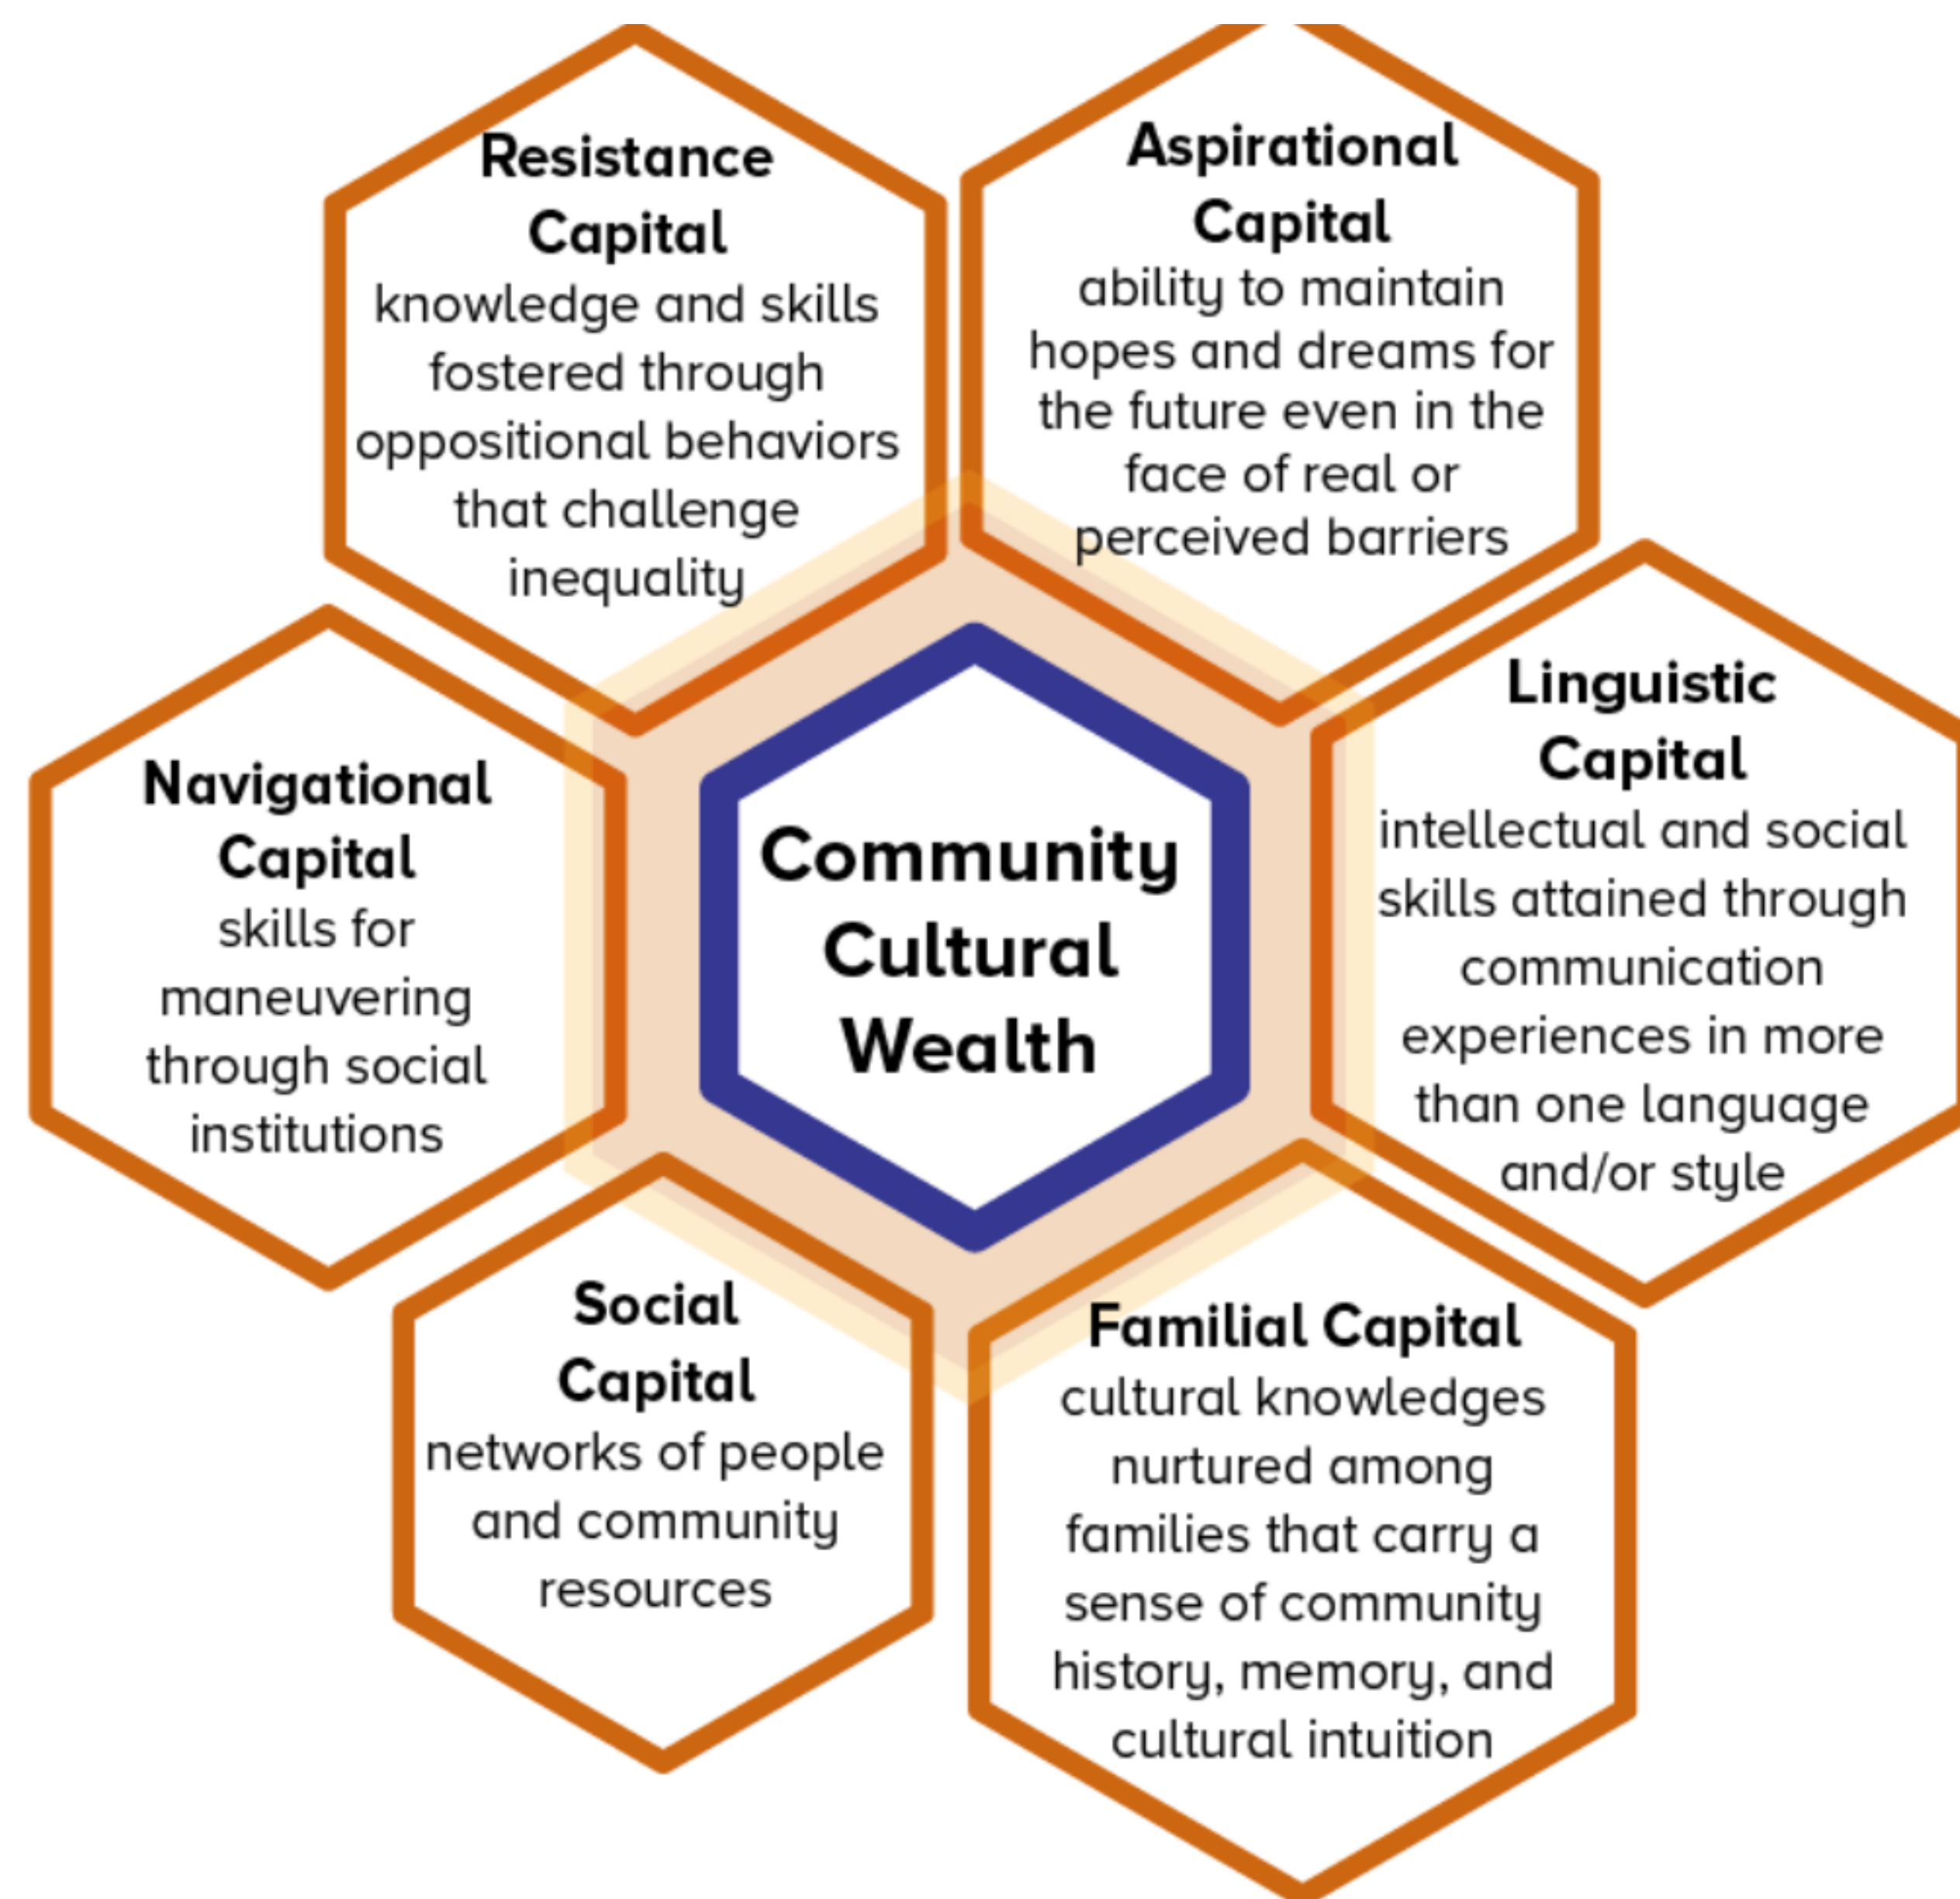 Resistance
Capital
knowledge and skills
fostered through
oppositional behaviors
that challenge
inequality
Aspirational
Capital
ability to maintain
hopes and dreams for
the future even in the
face of real or
perceived barriers
Navigational
Capital
skills for
maneuvering
through social
institutions
Community
Cultural
Wealth
Linguistic
Capital
intellectual and social
skills attained through
communication
experiences in more
than one language
and/or style
Social
Capital
networks of people
and community
resources
Familial Capital
cultural knowledges
nurtured among
families that carry a
sense of community
history, memory, and
cultural intuition